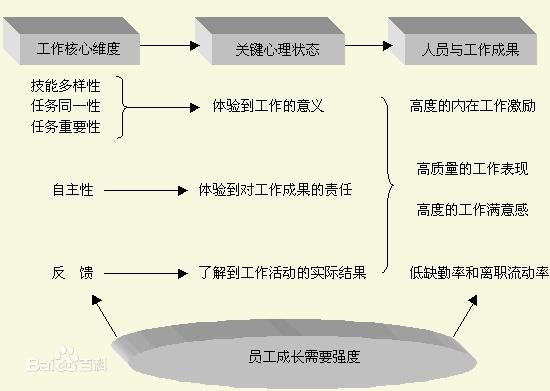 工作核心维度
关键心理状态
人员与工作成果
技能多样性
任务同一性
任务重要性
体验到工作的意义
高度的内在工作激励
高质量的工作表现
自主性
体验到对工作成果的责任
高度的工作满意感
反 馈
了解到工作活动的实际结果
低缺勤率和离职流动率
员工成长需要强度
Bai百科